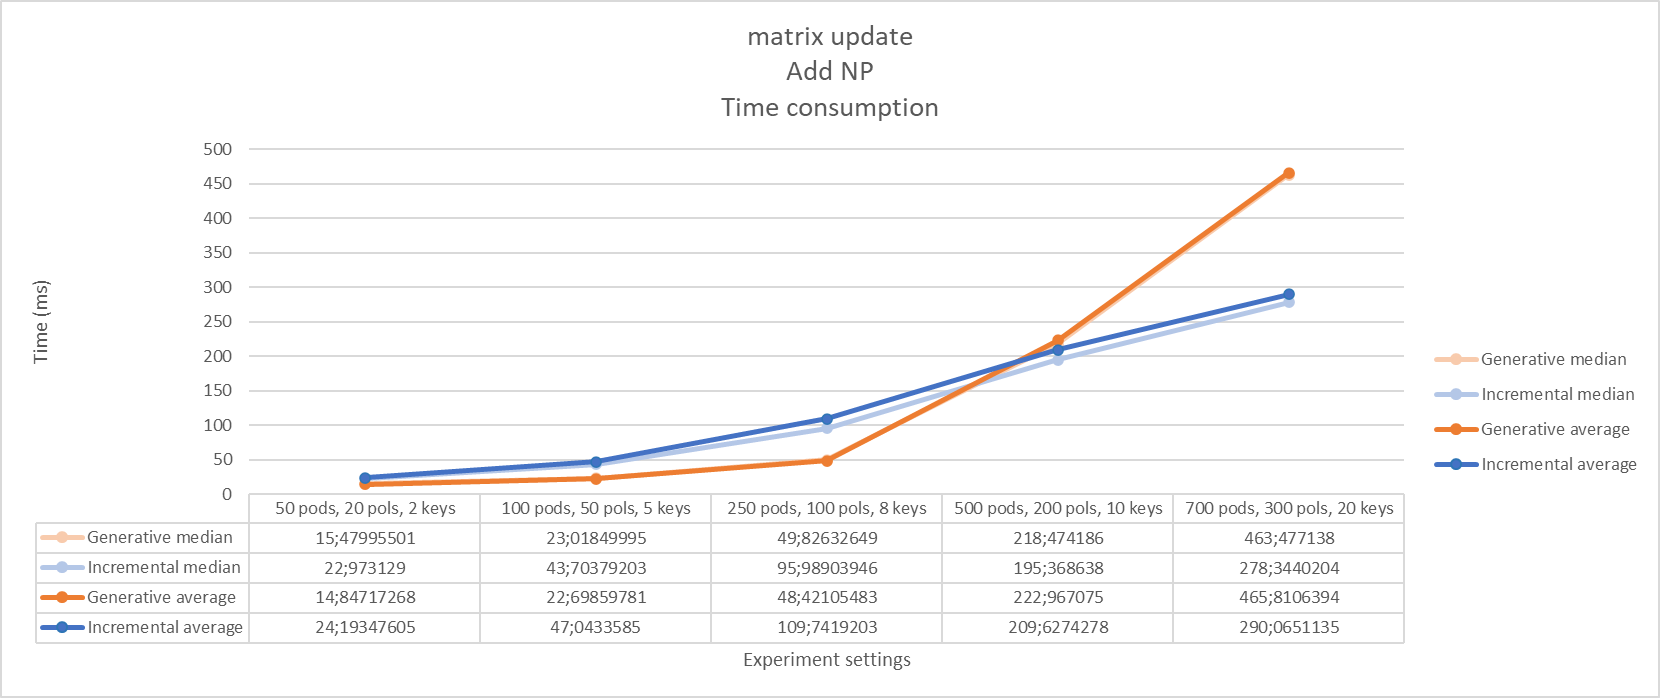 matrix update
Add NP
Time consumption
500
450
400
350
300
250
200
150
100
50
0
Time (ms)
Generative median
Incremental median
Generative average
Incremental average
50 pods, 20 pols, 2 keys 100 pods, 50 pols, 5 keys 250 pods, 100 pols, 8 keys 500 pods, 200 pols, 10 keys 700 pods, 300 pols, 20 keys
Generative median 15;47995501 23;01849995 49;82632649 218;474186 463;477138
Incremental median 22;973129 43;70379203 95;98903946 195;368638 278;3440204
Generative average 14;84717268 22;69859781 48;42105483 222;967075 465;8106394
Incremental average 24;19347605 47;0433585 109;7419203 209;6274278 290;0651135
Experiment settings